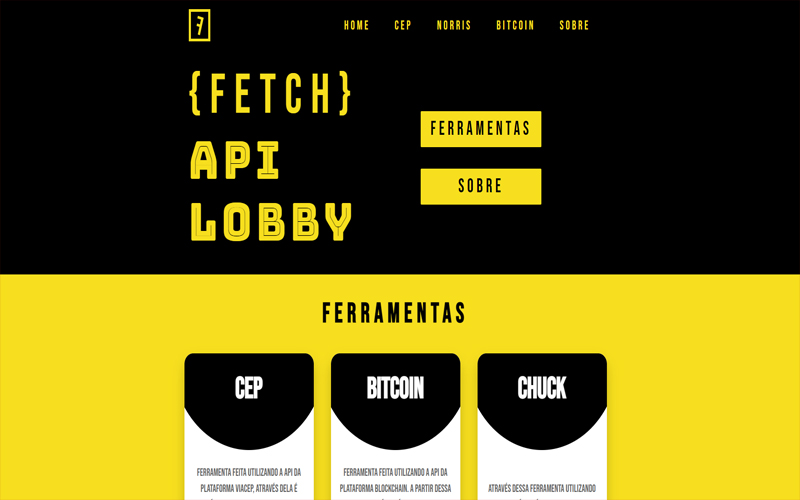 HOME CEP NORRIS BITCOIN SOBRE
{FETCH}
API
LOBBY
FERRAMENTAS
SOBRE
FERRAMENTAS
CEP
FERRAMENTA FEITA UTILIZANDO A API DA
PLATAFORMA VIACEP, ATRAVÉS DELA É
BITCOIN
FERRAMENTA FEITA UTILIZANDO A API DA
PLATAFORMA BLOCKCHAIN. A PARTIR DESSA
CHUCK
ATRAVÉS DESSA FERRAMENTA UTILIZANDO